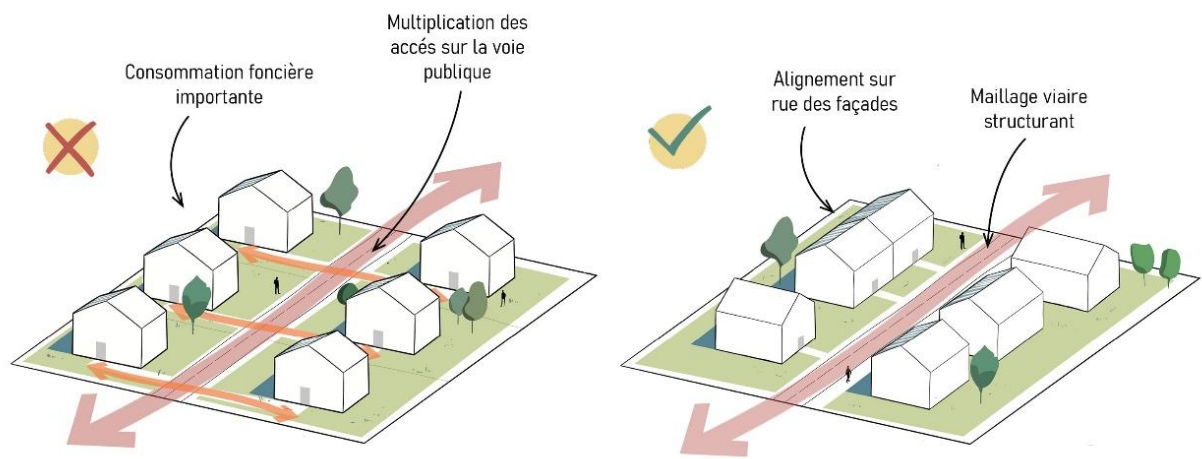 Multiplication des
accés sur la voie
publique
Consommation foncière
importante
Alignement sur
rue des façades
Maillage viaire
structurant